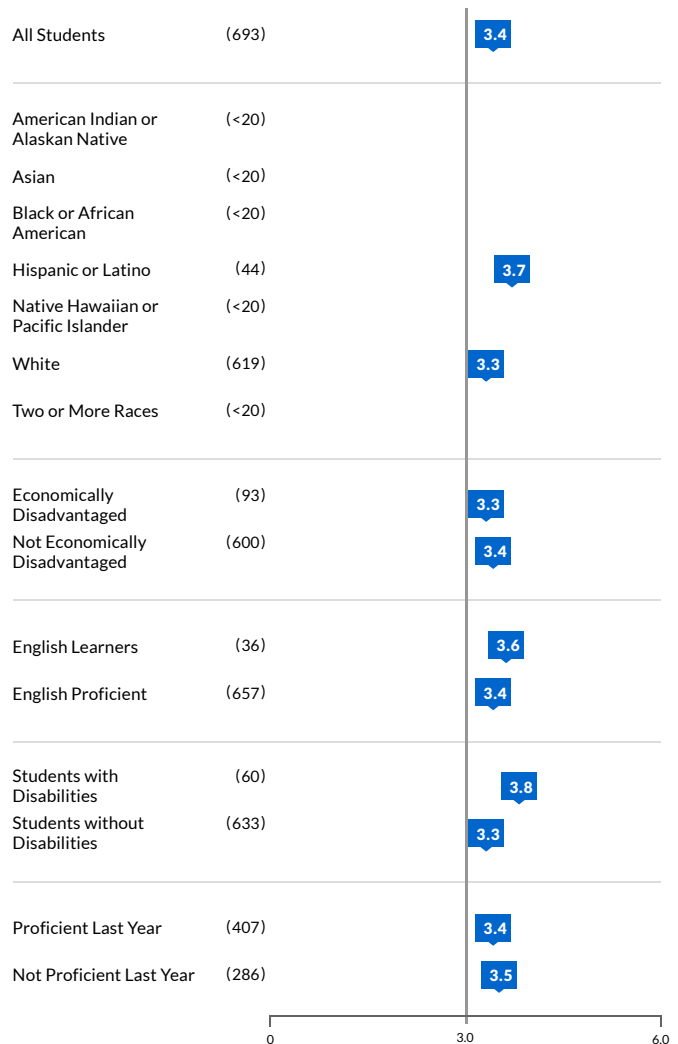 All Students (693) 3.4
American Indian or (<20)
Alaskan Native
Asian (<20)
Black or African (<20)
American
Hispanic or Latino (44) 3.7
Native Hawaiian or (<20)
Pacific Islander
White (619) 3.3
Two or More Races (<20)
Economically (93) 3.3
Disadvantaged
Not Economically (600) 3.4
Disadvantaged
English Learners (36) 3.6
English Proficient (657) 3.4
Students with (60) 3.8
Disabilities
Students without (633) 3.3
Disabilities
Proficient Last Year (407) 3.4
Not Proficient Last Year (286) 3.5
0 3.0 6.0